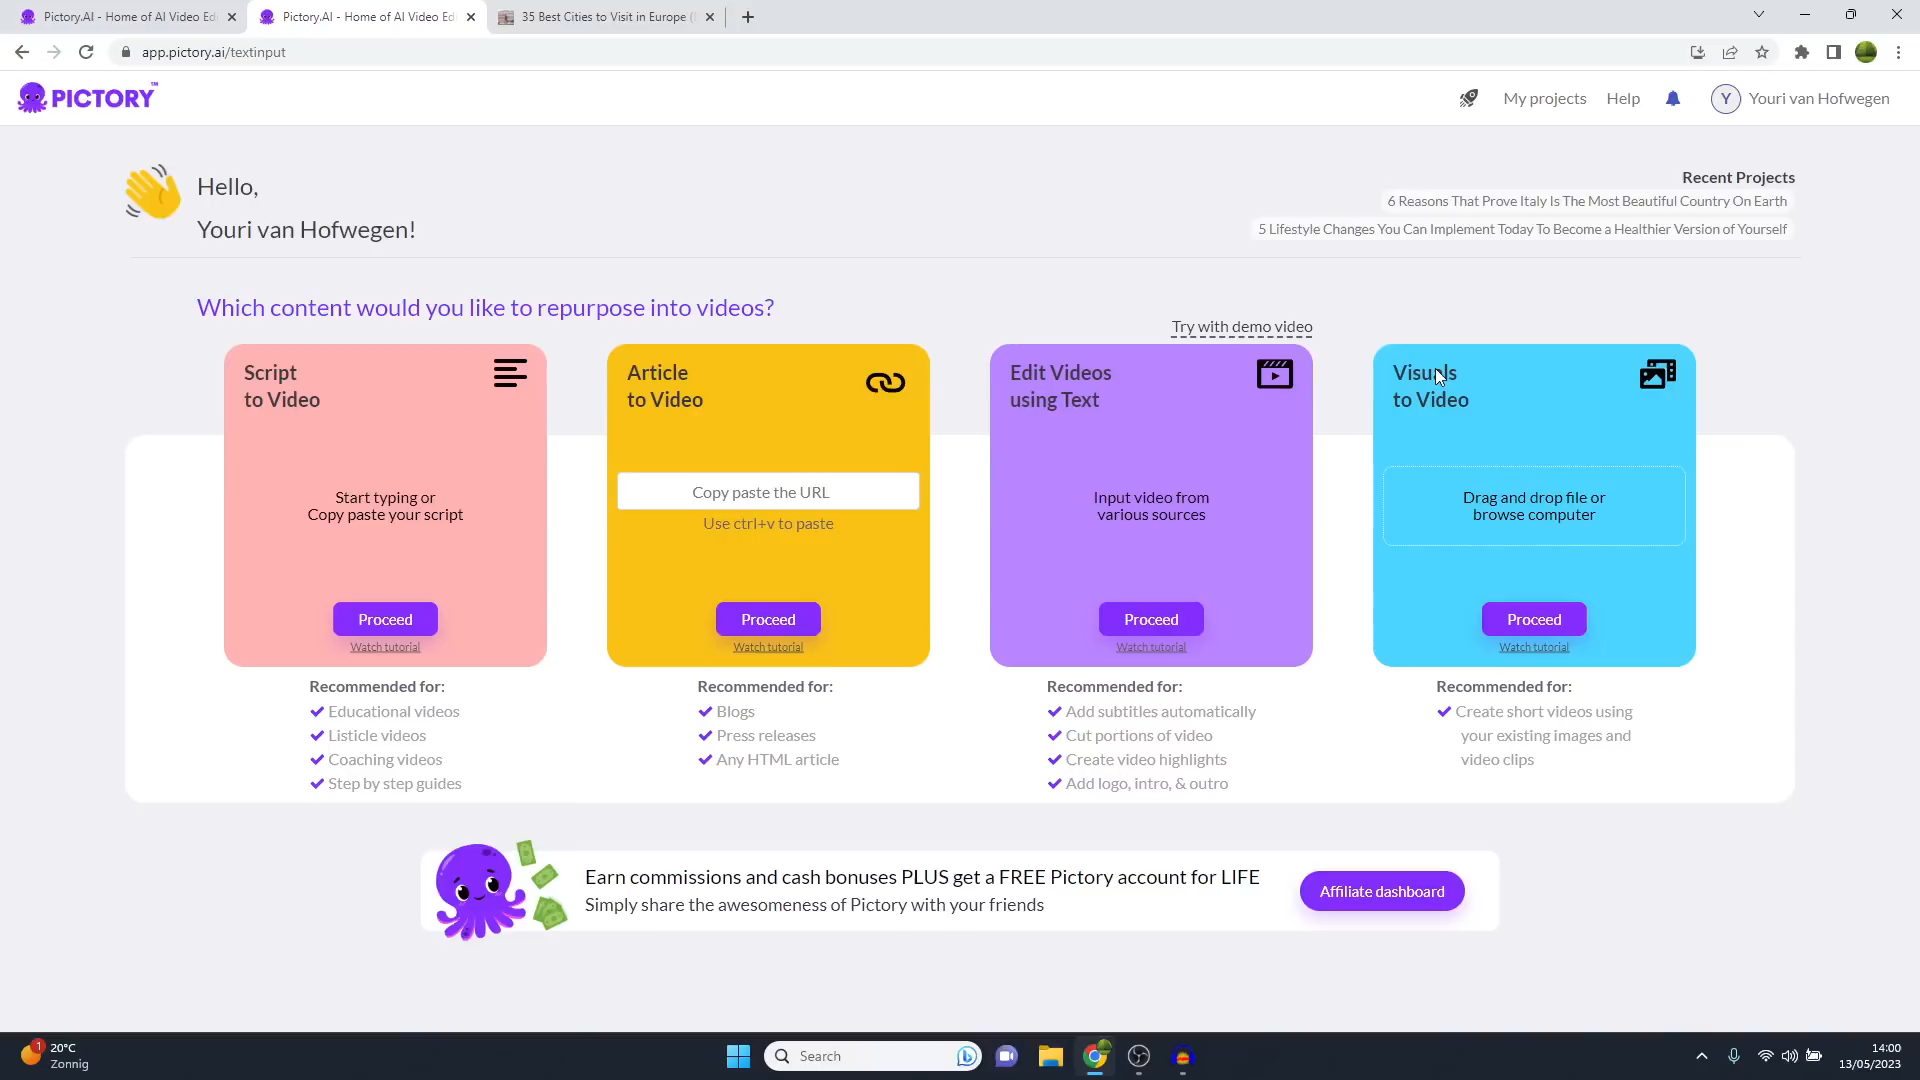 Pictory.AI - Home of AI Video Ed
Pictory.AI - Home of AI Video Ed
35 Best Cities to Visit in Europe (
app.pictory.ai/textinput
PICTORY™
My projects
Help
Y
Youri van Hofwegen
Hello,
Youri van Hofwegen!
Recent Projects
6 Reasons That Prove Italy Is The Most Beautiful Country On Earth
5 Lifestyle Changes You Can Implement Today To Become a Healthier Version of Yourself
Which content would you like to repurpose into videos?
Try with demo video
Script
to Video
Start typing or
Copy paste your script
Proceed
Watch tutorial
Recommended for:
Educational videos
Listicle videos
Coaching videos
Step by step guides
Article
to Video
Copy paste the URL
Use ctrl+v to paste
Proceed
Watch tutorial
Recommended for:
Blogs
Press releases
Any HTML article
Edit Videos
using Text
Input video from
various sources
Proceed
Watch tutorial
Recommended for:
Add subtitles automatically
Cut portions of video
Create video highlights
Add logo, intro, & outro
Visuals
to Video
Drag and drop file or
browse computer
Proceed
Watch tutorial
Recommended for:
Create short videos using
your existing images and
video clips
Earn commissions and cash bonuses PLUS get a FREE Pictory account for LIFE
Simply share the awesomeness of Pictory with your friends
Affiliate dashboard
1
20°C
Zonnig
Search
14:00
13/05/2023